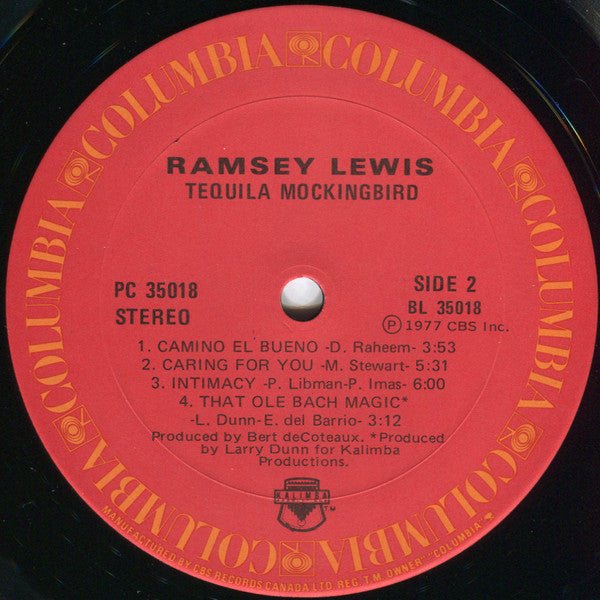 COLUMBIA COLUMBIA COLUMBIA COLUMBIA COLUMBIA COLUMBIA
RAMSEY LEWIS
TEQUILA MOCKINGBIRD
PC 35018
STEREO
SIDE 2
BL 35018
Ⓟ 1977 CBS Inc.
1. CAMINO EL BUENO -D. Raheem- 3:53
2. CARING FOR YOU -M. Stewart- 5:31
3. INTIMACY -P. Libman-P. Imas- 6:00
4. THAT OLE BACH MAGIC*
-L. Dunn-E. del Barrio- 3:12
Produced by Bert deCoteaux. *Produced
by Larry Dunn for Kalimba
Productions.
KALIMBA
TM
MANUFACTURED BY CBS RECORDS CANADA LTD. REG. T.M. OWNER "COLUMBIA"